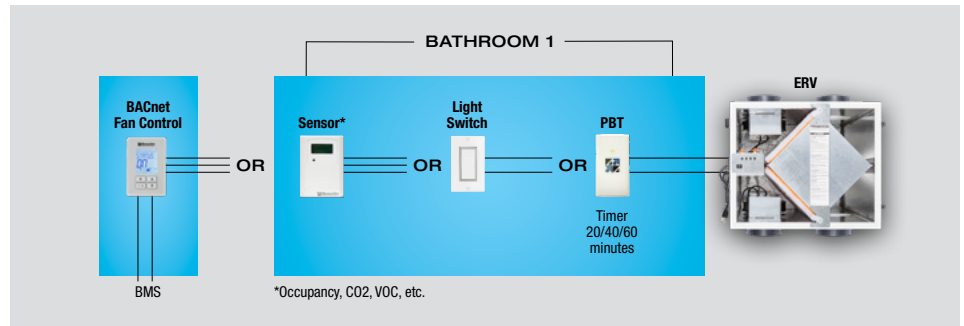 BATHROOM 1
BACnet
Fan Control
OR
Sensor*
OR
Light
Switch
OR
PBT
Timer
20/40/60
minutes
ERV
BMS
*Occupancy, CO2, VOC, etc.